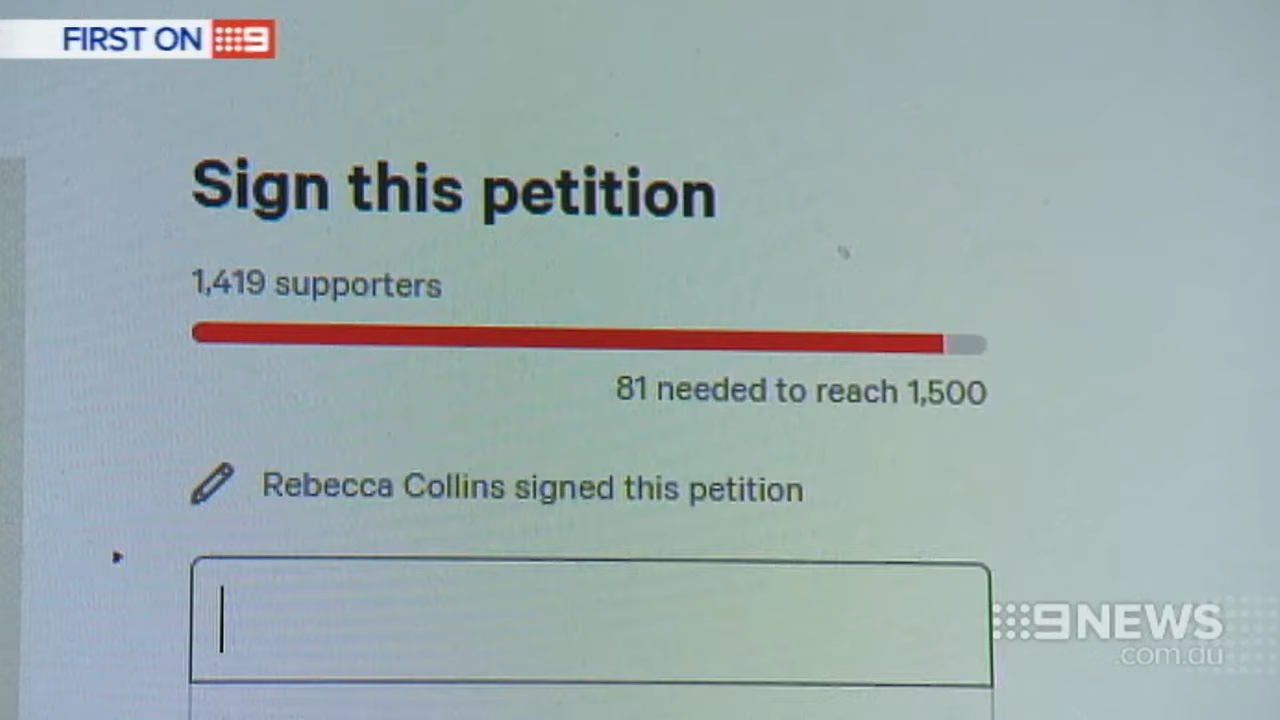 FIRST ON 9
Sign this petition
1,419 supporters
81 needed to reach 1,500
Rebecca Collins signed this petition
9NEWS
.com.au